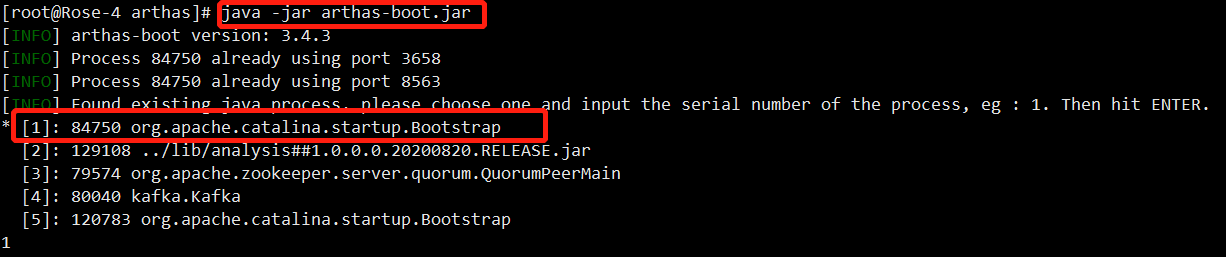 [root@Rose-4 arthas]# java -jar arthas-boot.jar
[INFO] arthas-boot version: 3.4.3
[INFO] Process 84750 already using port 3658
[INFO] Process 84750 already using port 8563
[INFO] Found existing java process, please choose one and input the serial number of the process, eg : 1. Then hit ENTER.
* [1]: 84750 org.apache.catalina.startup.Bootstrap
[2]: 129108 ../lib/analysis##1.0.0.0.20200820.RELEASE.jar
[3]: 79574 org.apache.zookeeper.server.quorum.QuorumPeerMain
[4]: 80040 kafka.Kafka
[5]: 120783 org.apache.catalina.startup.Bootstrap
1